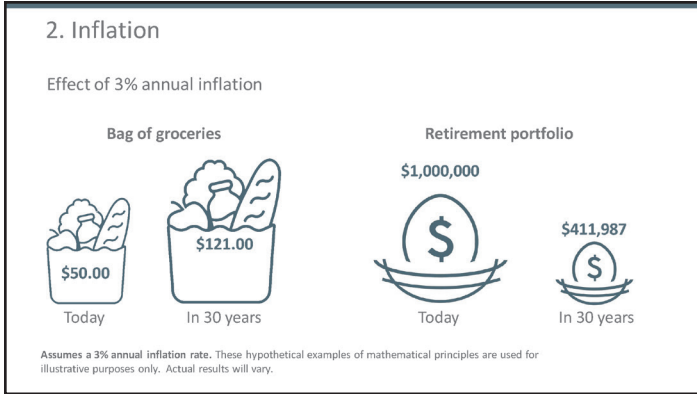 2. Inflation
Effect of 3% annual inflation
Bag of groceries
Retirement portfolio
$1,000,000
$121.00
$411,987
$50.00
$
$
Today
In 30 years
Today
In 30 years
Assumes a 3% annual inflation rate. These hypothetical examples of mathematical principles are used for
illustrative purposes only. Actual results will vary.